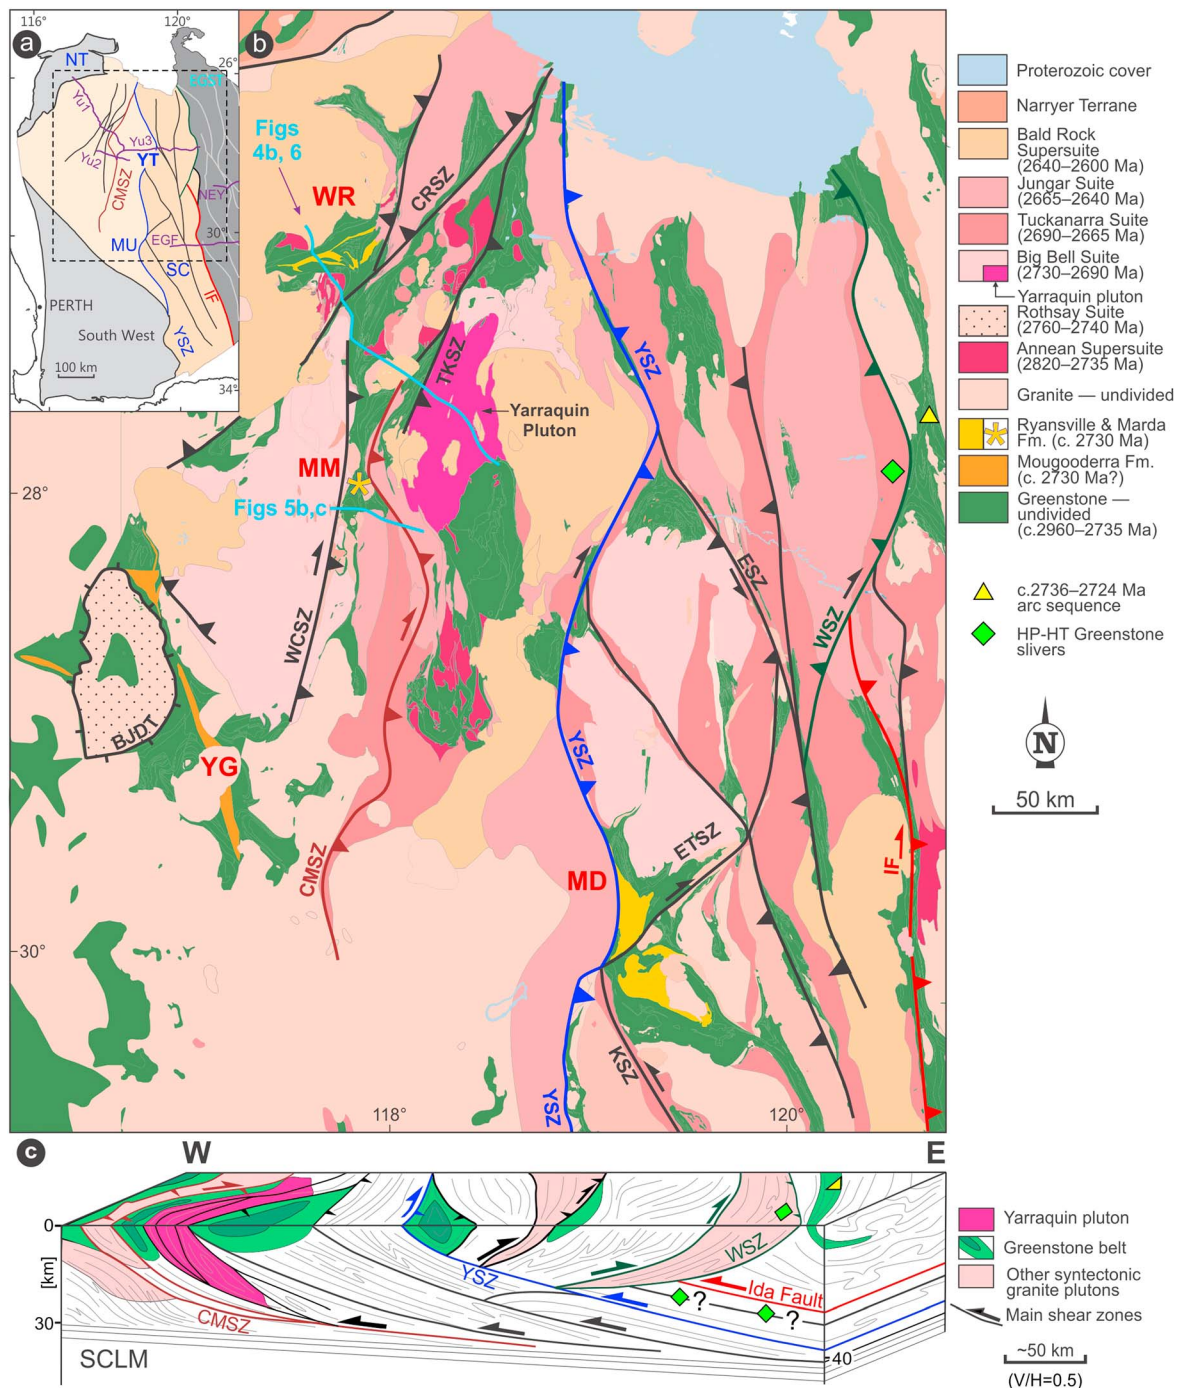 116°
120°
a
NT
26°
EGST
Yu1
Yu3
Yu2
YT
CMSZ
NEY
30°
MU
EGF
SC
IF
PERTH
South West
YSZ
100 km
34°
b
Figs
4b, 6
WR
CRSZ
TKSZ
YSZ
Yarraquin
Pluton
MM
28°
Figs 5b,c
ESZ
WCSZ
WSZ
BJDT
YG
YSZ
ETSZ
CMSZ
MD
IF
30°
KSZ
YSZ
118°
120°
Proterozoic cover
Narryer Terrane
Bald Rock
Supersuite
(2640–2600 Ma)
Jungar Suite
(2665–2640 Ma)
Tuckanarra Suite
(2690–2665 Ma)
Big Bell Suite
(2730–2690 Ma)
Yarraquin pluton
Rothsay Suite
(2760–2740 Ma)
Annean Supersuite
(2820–2735 Ma)
Granite — undivided
Ryansville & Marda
Fm. (c. 2730 Ma)
Mougooderra Fm.
(c. 2730 Ma?)
Greenstone —
undivided
(c.2960–2735 Ma)
c.2736–2724 Ma
arc sequence
HP-HT Greenstone
slivers
N
50 km
c
W
E
0
[km]
30
YSZ
WSZ
Ida Fault
?
?
CMSZ
SCLM
40
Yarraquin pluton
Greenstone belt
Other syntectonic
granite plutons
Main shear zones
~50 km
(V/H=0.5)